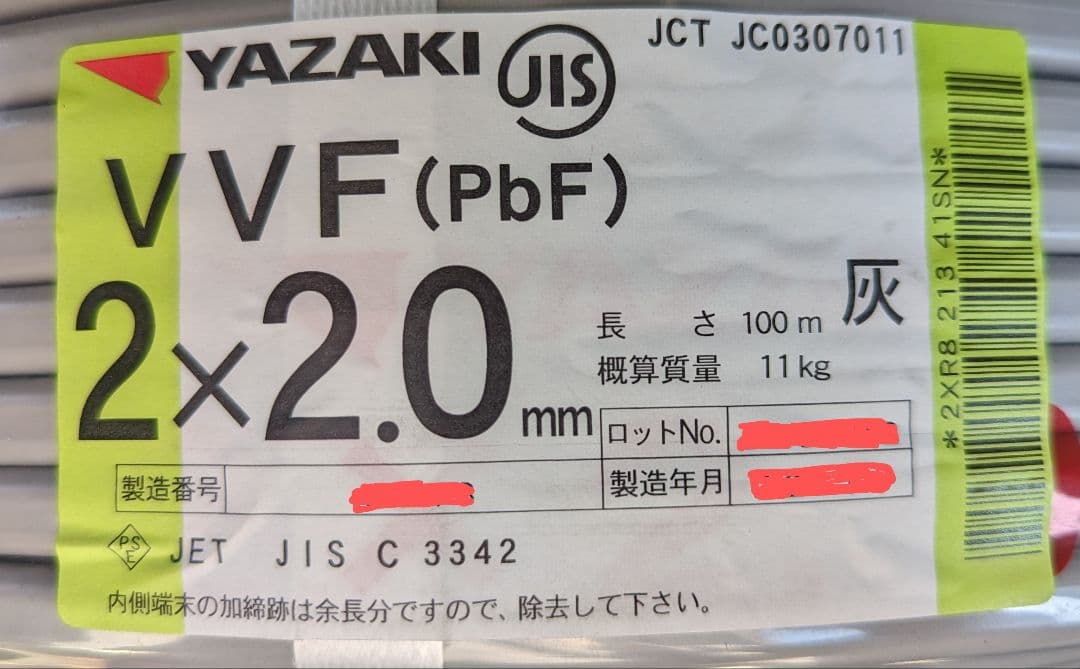 YAZAKI
JIS
JCT JC0307011
VVF(PbF)
2×2.0mm
灰
長さ 100m
概算質量 11kg
ロットNo.
製造番号
製造年月
PSE JET JIS C 3342
内側端末の加締跡は余長分ですので、除去して下さい。
*2XR8 213 41SN*